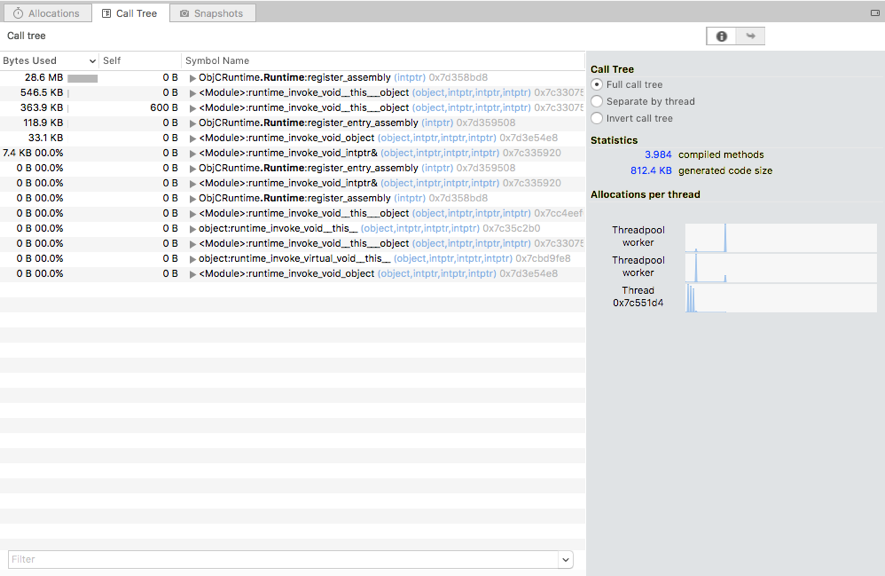 Allocations Call Tree Snapshots
Call tree
Bytes Used Self Symbol Name
28.6 MB 0 B ObjCRuntime.Runtime:register_assembly (intptr) 0x7d358bd8
546.5 KB 0 B <Module>:runtime_invoke_void__this___object (object,intptr,intptr,intptr) 0x7c33075
363.9 KB 600 B <Module>:runtime_invoke_void__this___object (object,intptr,intptr,intptr) 0x7c33075
118.9 KB 0 B ObjCRuntime.Runtime:register_entry_assembly (intptr) 0x7d359508
33.1 KB 0 B <Module>:runtime_invoke_void_object (object,intptr,intptr,intptr) 0x7d3e54e8
7.4 KB 00.0% 0 B <Module>:runtime_invoke_void_intptr& (object,intptr,intptr,intptr) 0x7c335920
0 B 00.0% 0 B ObjCRuntime.Runtime:register_entry_assembly (intptr) 0x7d359508
0 B 00.0% 0 B <Module>:runtime_invoke_void_intptr& (object,intptr,intptr,intptr) 0x7c335920
0 B 00.0% 0 B ObjCRuntime.Runtime:register_assembly (intptr) 0x7d358bd8
0 B 00.0% 0 B <Module>:runtime_invoke_void__this___object (object,intptr,intptr,intptr) 0x7cc4eef
0 B 00.0% 0 B object:runtime_invoke_void__this__ (object,intptr,intptr,intptr) 0x7c35c2b0
0 B 00.0% 0 B <Module>:runtime_invoke_void__this___object (object,intptr,intptr,intptr) 0x7c33075
0 B 00.0% 0 B object:runtime_invoke_virtual_void__this__ (object,intptr,intptr,intptr) 0x7cbd9fe8
0 B 00.0% 0 B <Module>:runtime_invoke_void_object (object,intptr,intptr,intptr) 0x7d3e54e8
Filter
Call Tree
Full call tree
Separate by thread
Invert call tree
Statistics
3.984 compiled methods
812.4 KB generated code size
Allocations per thread
Threadpool
worker
Threadpool
worker
Thread
0x7c551d4